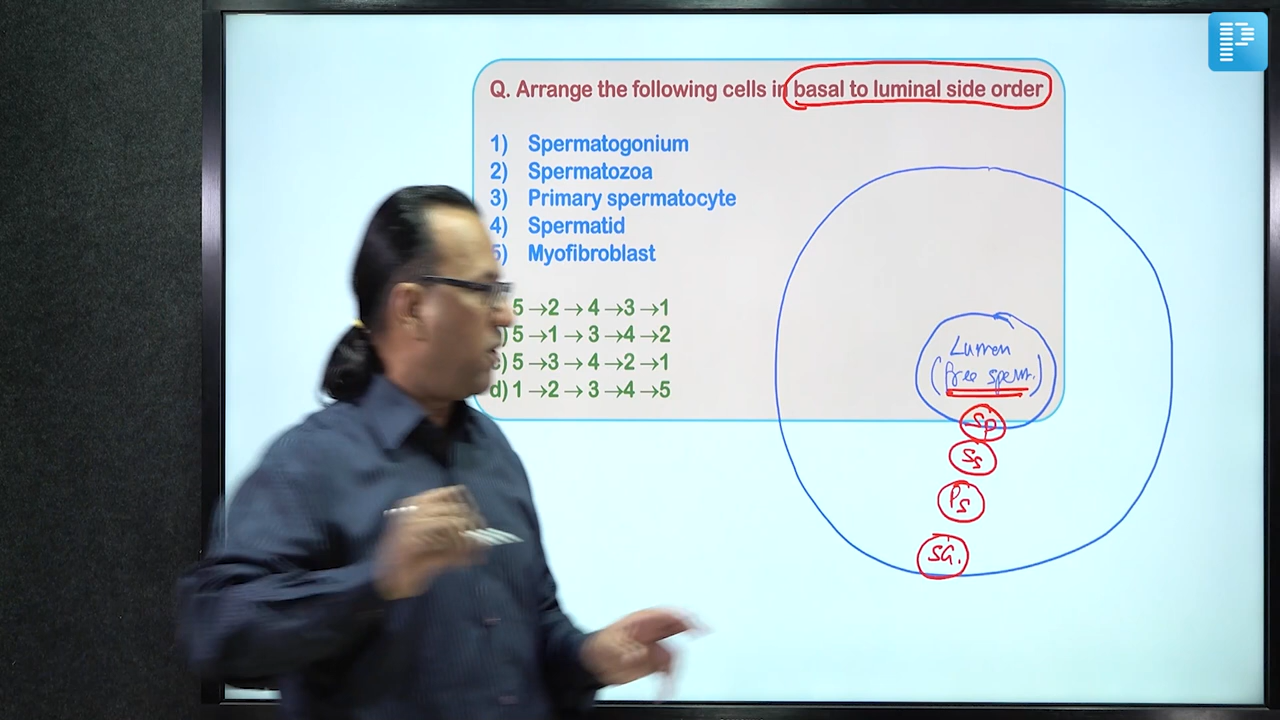 Q. Arrange the following cells in basal to luminal side order
1) Spermatogonium
2) Spermatozoa
3) Primary spermatocyte
4) Spermatid
5) Myofibroblast
5→2→4→3→1
) 5→1→3→4→2
c) 5→3→4→2→1
d) 1→2→3→4→5
Lumen
(free sperm.)
Sp
Ss
Ps
SG.
P